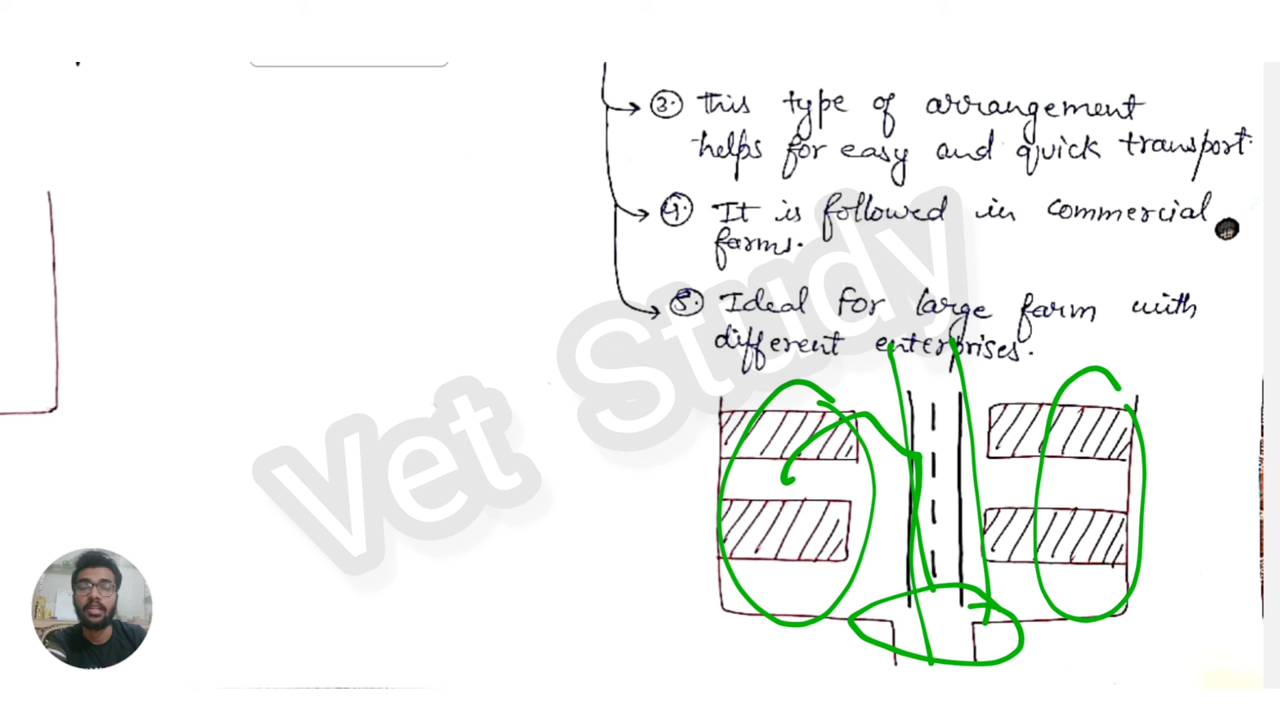 3. This type of arrangement
helps for easy and quick transport.
4. It is followed in commercial
farms.
5. Ideal for large farm with
different enterprises.
Vet Study